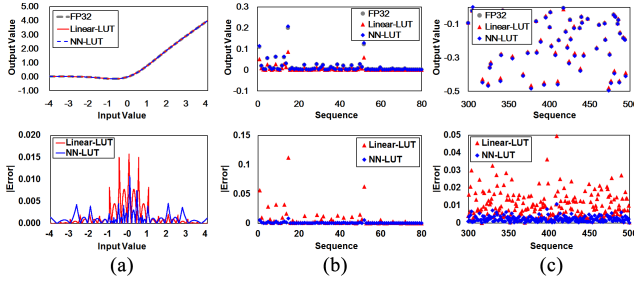 5.00
4.00
3.00
2.00
1.00
0.00
-1.00
Output Value
FP32
Linear-LUT
NN-LUT
-4 -3 -2 -1 0 1 2 3 4
Input Value
0.3
0.2
0.1
0
Output Value
FP32
Linear-LUT
NN-LUT
0 20 40 60 80
Sequence
-0.1
-0.3
-0.5
Output Value
FP32
Linear-LUT
NN-LUT
300 350 400 450 500
Sequence
0.020
0.015
0.010
0.005
0.000
|Error|
Linear-LUT
NN-LUT
-4 -3 -2 -1 0 1 2 3 4
Input Value
0.15
0.1
0.05
0
|Error|
Linear-LUT
NN-LUT
0 20 40 60 80
Sequence
0.05
0.04
0.03
0.02
0.01
0.00
|Error|
Linear-LUT
NN-LUT
300 350 400 450 500
Sequence
(a) (b) (c)